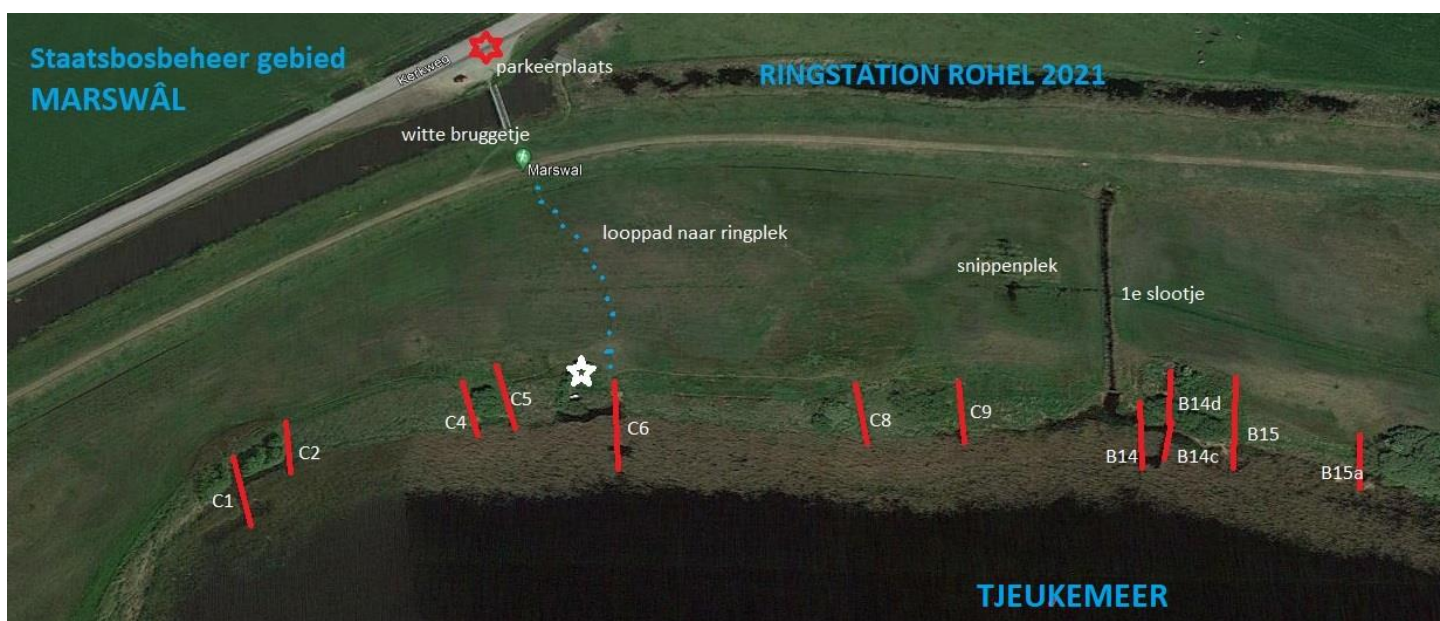 Staatsbosbeheer gebied
MARSWÂL
Kerkweg
parkeerplaats
RINGSTATION ROHEL 2021
witte bruggetje
Marswal
looppad naar ringplek
snippenplek
1e slootje
C1
C2
C4
C5
C6
C8
C9
B14
B14d
B14c
B15
B15a
TJEUKEMEER